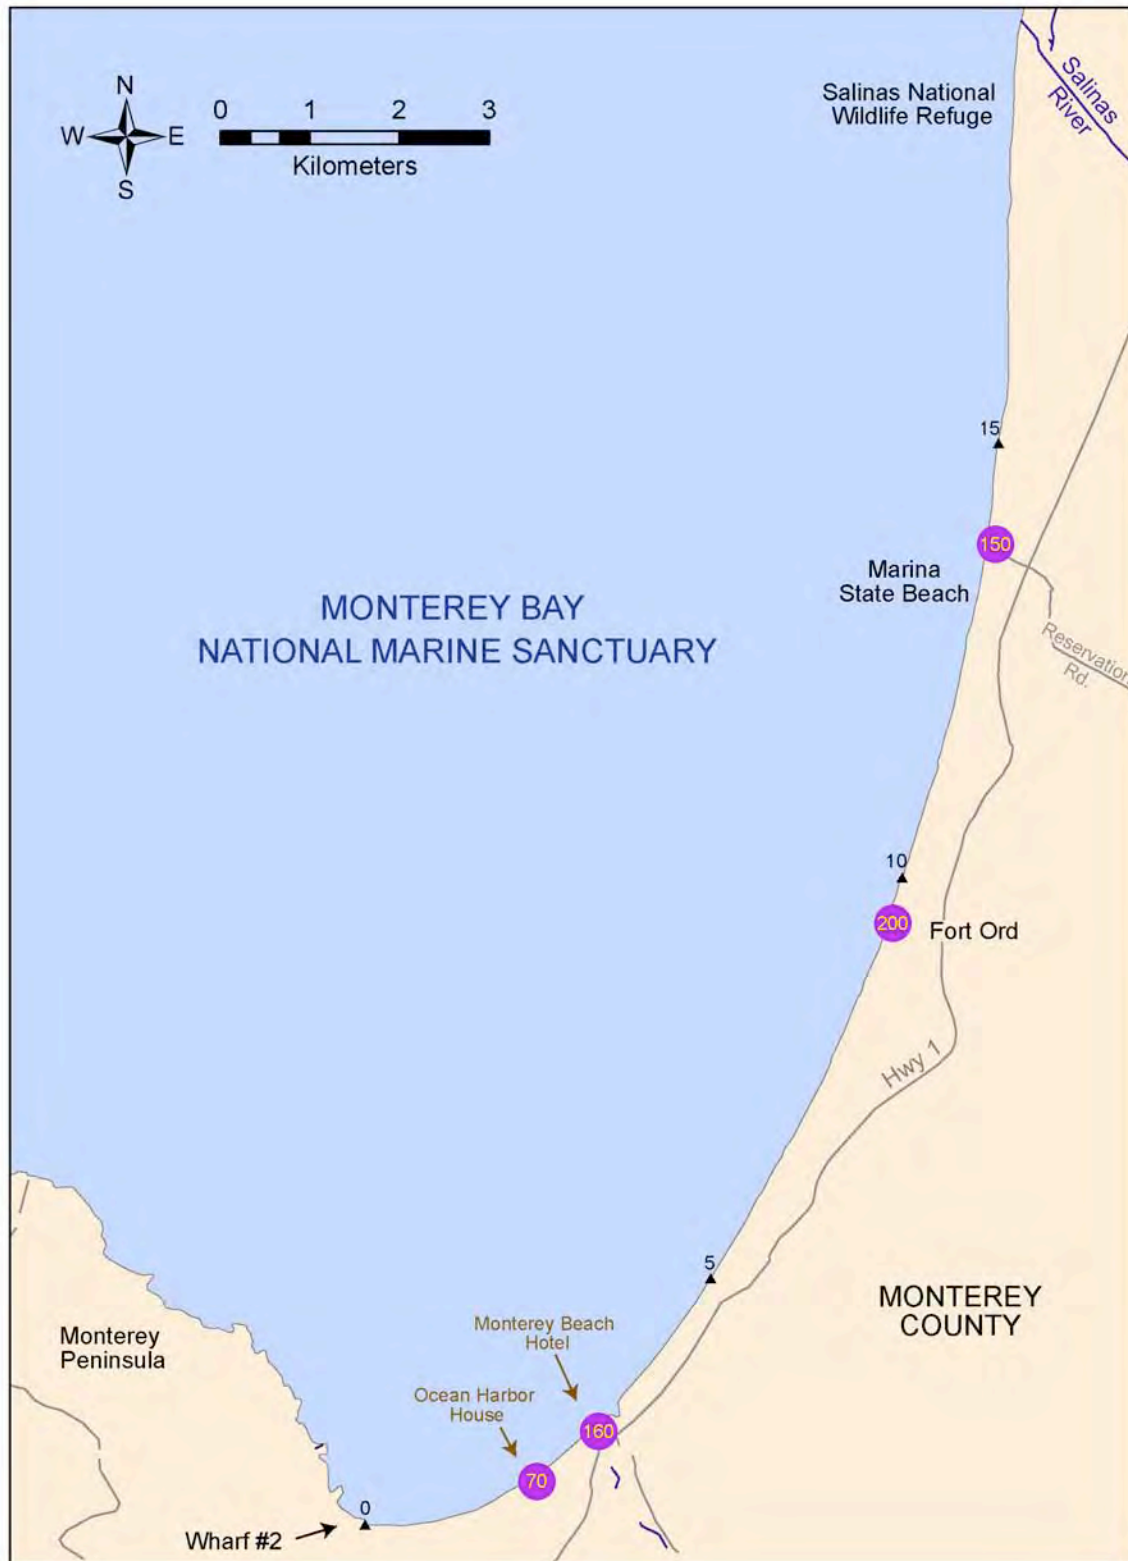 N
W E
S
0 1 2 3
Kilometers
Salinas National
Wildlife Refuge
Salinas
River
15
150
Marina
State Beach
MONTEREY BAY
NATIONAL MARINE SANCTUARY
Reservation
Rd.
10
200
Fort Ord
Hwy 1
5
MONTEREY
COUNTY
Monterey Beach
Hotel
Monterey
Peninsula
Ocean Harbor
House
160
70
0
Wharf #2